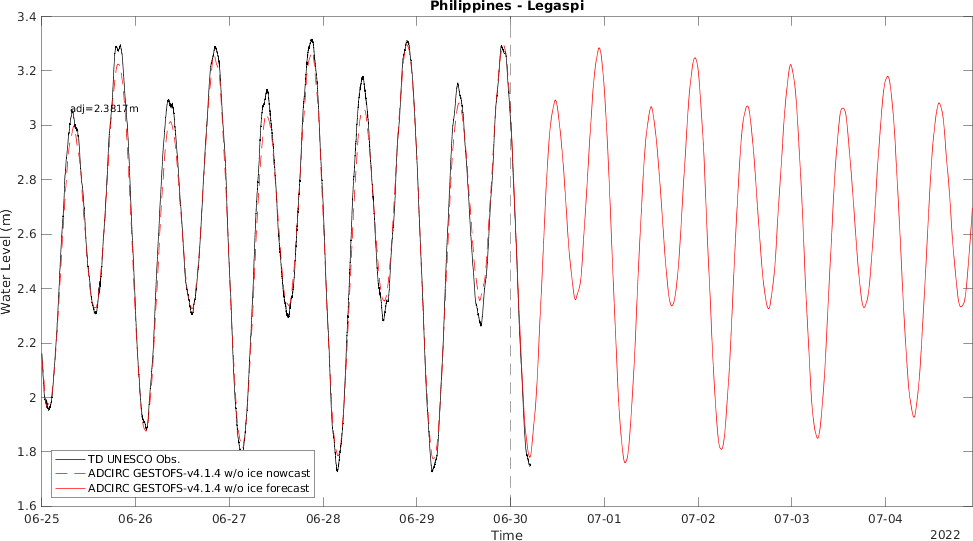 Philippines - Legaspi
3.4
3.2
3
2.8
2.6
2.4
2.2
2
1.8
1.6
Water Level (m)
adj=2.3817m
TD UNESCO Obs.
ADCIRC GESTOFS-v4.1.4 w/o ice nowcast
ADCIRC GESTOFS-v4.1.4 w/o ice forecast
06-25 06-26 06-27 06-28 06-29 06-30 07-01 07-02 07-03 07-04
Time
2022